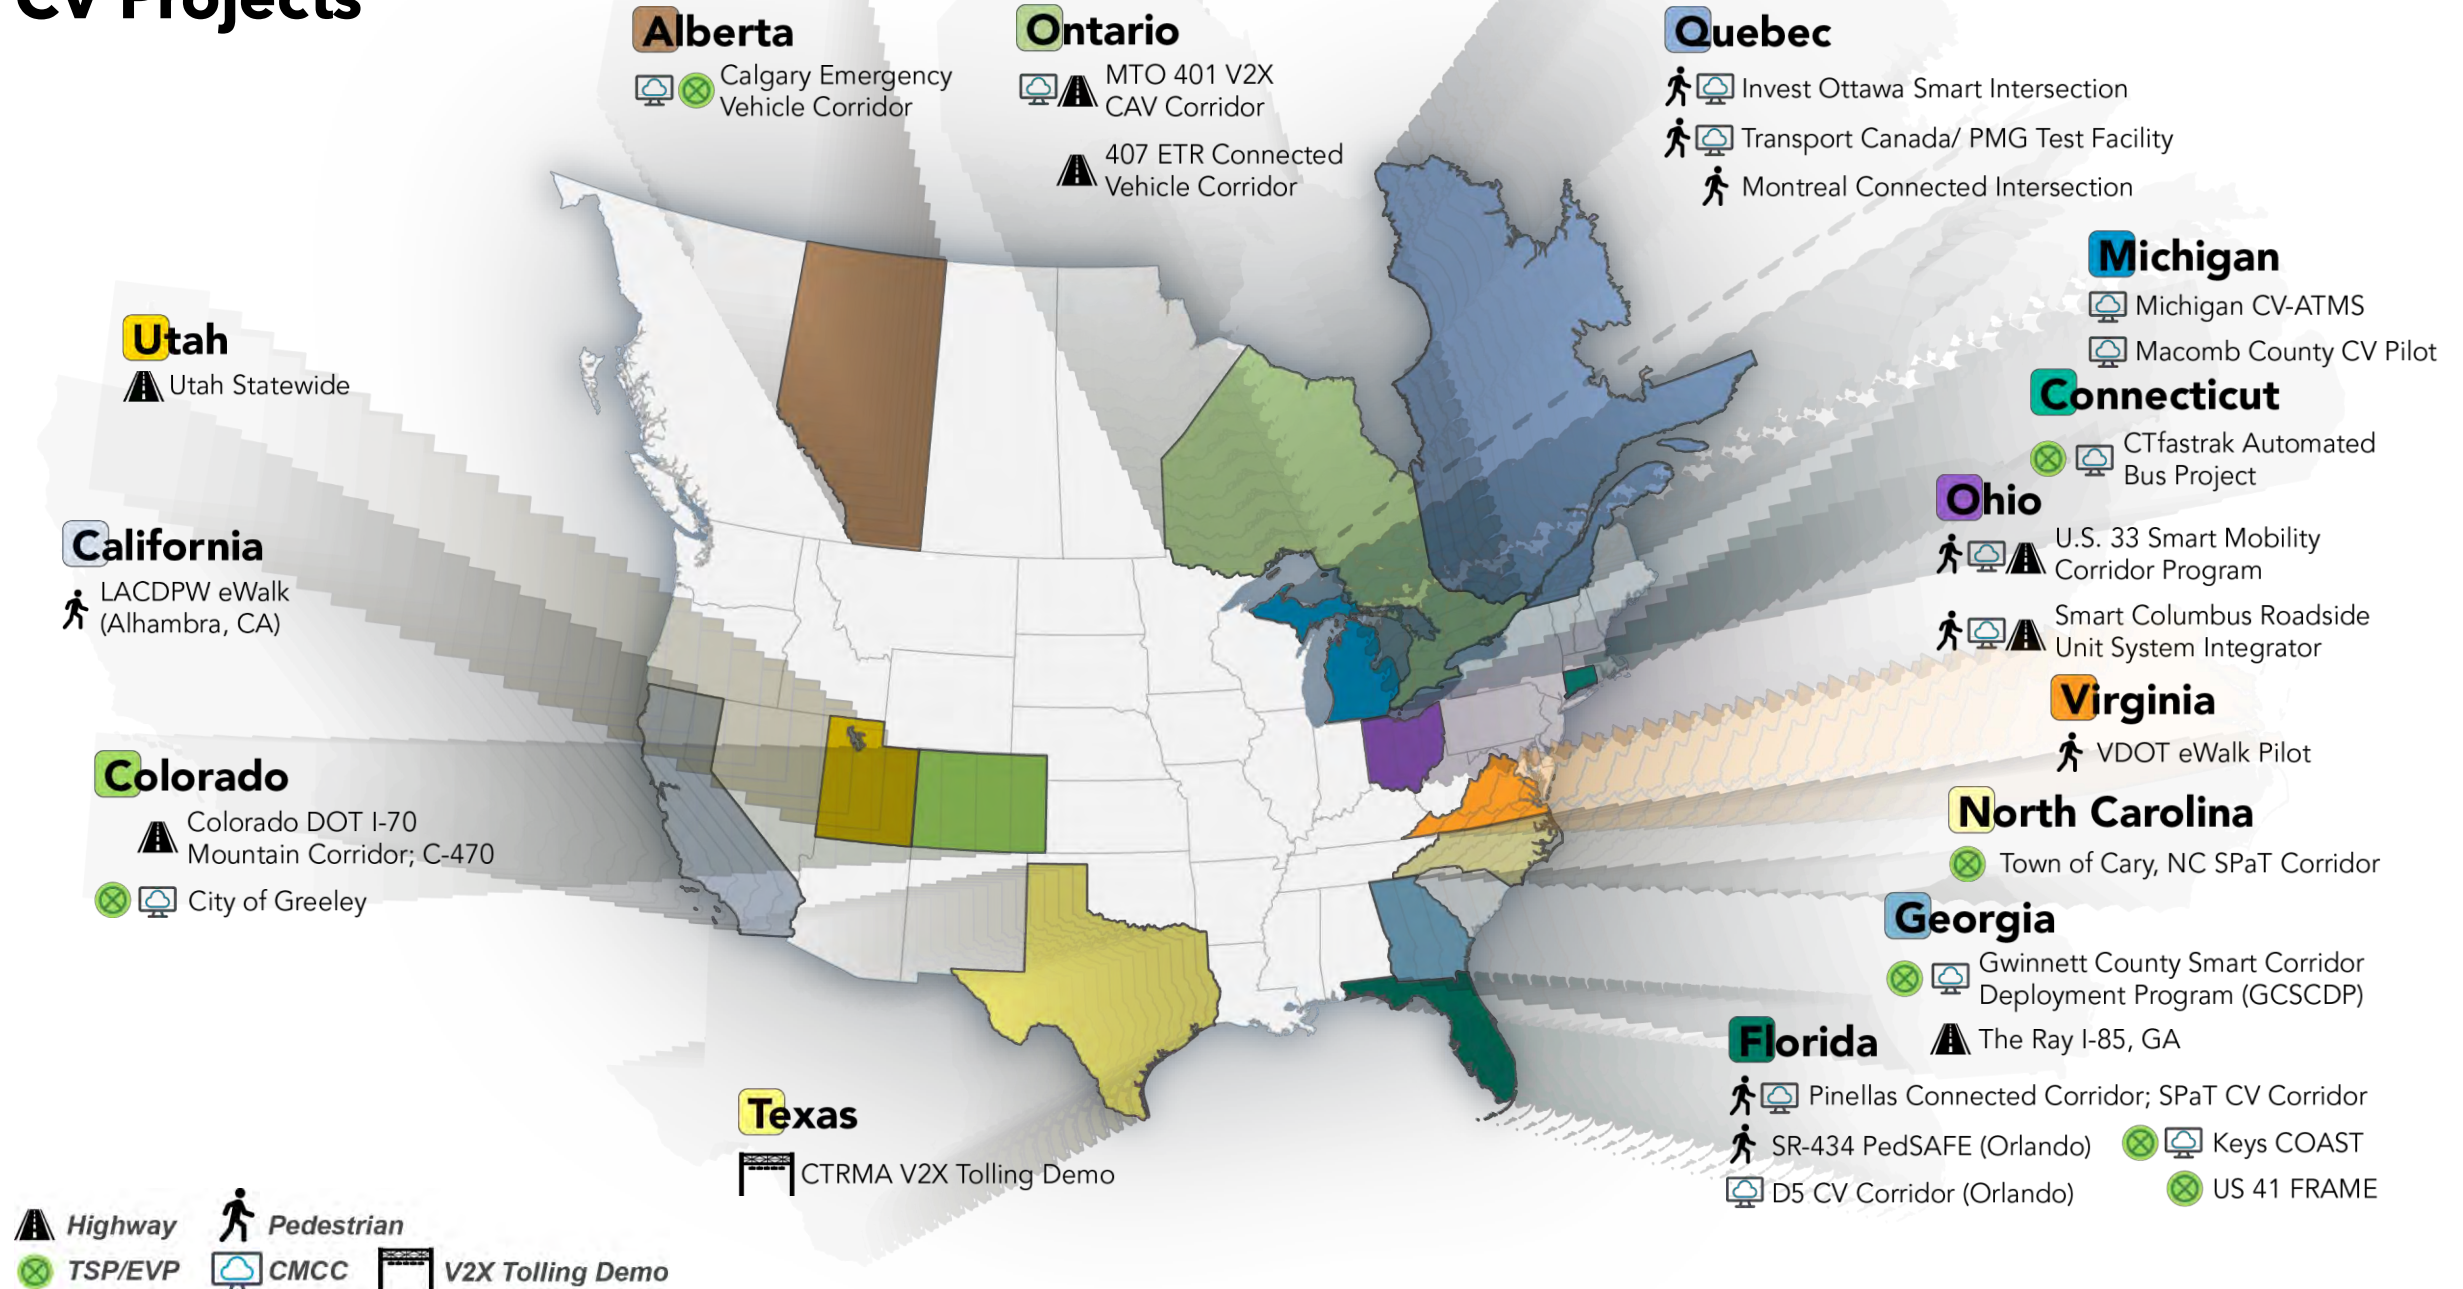 CV Projects
Alberta
Calgary Emergency
Vehicle Corridor
Ontario
MTO 401 V2X
CAV Corridor
407 ETR Connected
Vehicle Corridor
Quebec
Invest Ottawa Smart Intersection
Transport Canada/ PMG Test Facility
Montreal Connected Intersection
Michigan
Michigan CV-ATMS
Macomb County CV Pilot
Connecticut
CTfastrak Automated
Bus Project
Ohio
U.S. 33 Smart Mobility
Corridor Program
Smart Columbus Roadside
Unit System Integrator
Virginia
VDOT eWalk Pilot
North Carolina
Town of Cary, NC SPaT Corridor
Georgia
Gwinnett County Smart Corridor
Deployment Program (GCSCDP)
The Ray I-85, GA
Florida
Pinellas Connected Corridor; SPaT CV Corridor
SR-434 PedSAFE (Orlando)
Keys COAST
D5 CV Corridor (Orlando)
US 41 FRAME
Utah
Utah Statewide
California
LACDPW eWalk
(Alhambra, CA)
Colorado
Colorado DOT I-70
Mountain Corridor; C-470
City of Greeley
Texas
CTRMA V2X Tolling Demo
Highway
Pedestrian
TSP/EVP
CMCC
V2X Tolling Demo